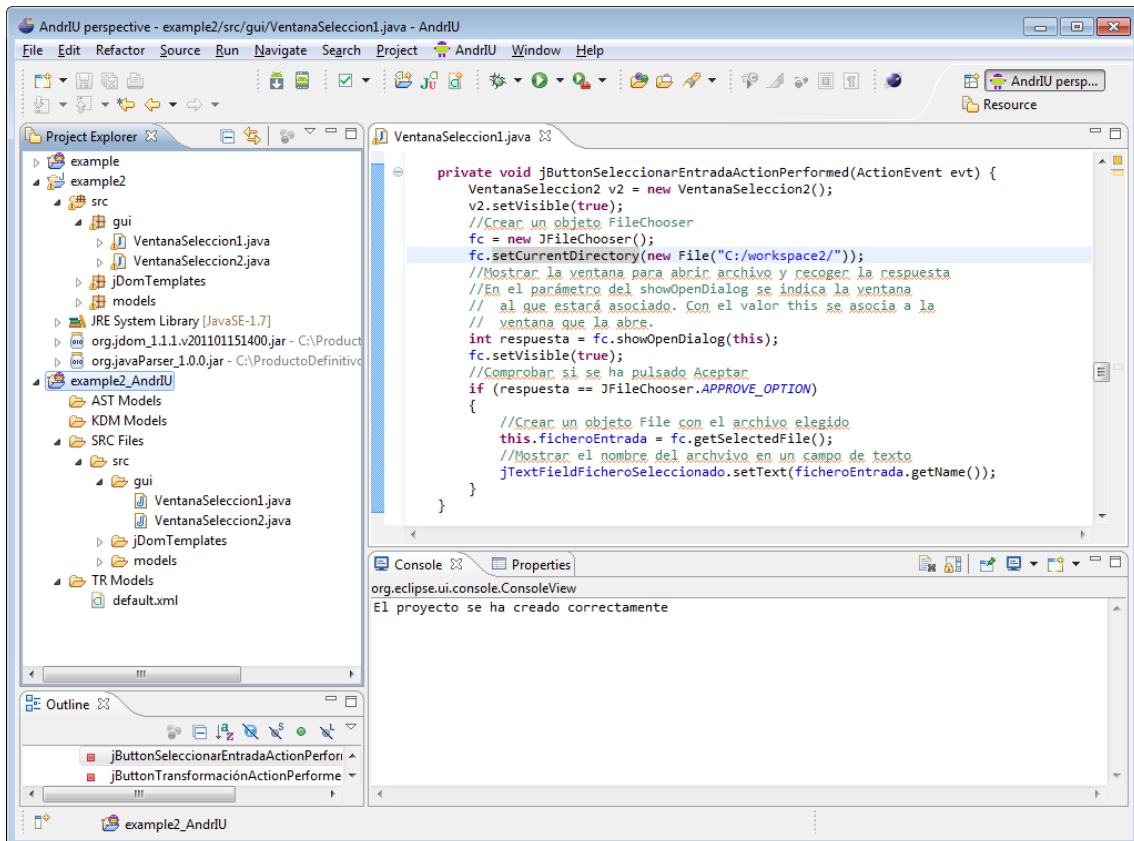 AndrIU perspective - example2/src/gui/VentanaSeleccion1.java - AndrIU
File Edit Refactor Source Run Navigate Search Project AndrIU Window Help
AndrIU persp...
Resource
Project Explorer
example
example2
src
gui
VentanaSeleccion1.java
VentanaSeleccion2.java
jDomTemplates
models
JRE System Library [JavaSE-1.7]
org.jdom_1.1.1.v201101151400.jar - C:\Product
org.javaParser_1.0.0.jar - C:\ProductoDefinitivo
example2_AndrIU
AST Models
KDM Models
SRC Files
src
gui
VentanaSeleccion1.java
VentanaSeleccion2.java
jDomTemplates
models
TR Models
default.xml
VentanaSeleccion1.java
private void jButtonSeleccionarEntradaActionPerformed(ActionEvent evt) {
VentanaSeleccion2 v2 = new VentanaSeleccion2();
v2.setVisible(true);
//Crear un objeto FileChooser
fc = new JFileChooser();
fc.setCurrentDirectory(new File("C:/workspace2/"));
//Mostrar la ventana para abrir archivo y recoger la respuesta
//En el parámetro del showOpenDialog se indica la ventana
//  al que estará asociado. Con el valor this se asocia a la
//  ventana que la abre.
int respuesta = fc.showOpenDialog(this);
fc.setVisible(true);
//Comprobar si se ha pulsado Aceptar
if (respuesta == JFileChooser.APPROVE_OPTION)
{
//Crear un objeto File con el archivo elegido
this.ficheroEntrada = fc.getSelectedFile();
//Mostrar el nombre del archvivo en un campo de texto
jTextFieldFicheroSeleccionado.setText(ficheroEntrada.getName());
}
}
Console Properties
org.eclipse.ui.console.ConsoleView
El proyecto se ha creado correctamente
Outline
jButtonSeleccionarEntradaActionPerfor
jButtonTransformaciónActionPerforme
example2_AndrIU